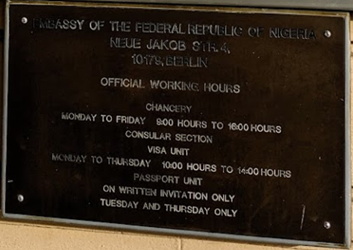 EMBASSY OF THE FEDERAL REPUBLIC OF NIGERIA
NEUE JAKOB STR. 4,
10179, BERLIN
OFFICIAL WORKING HOURS
CHANCERY
MONDAY TO FRIDAY 9:00 HOURS TO 16:00 HOURS
CONSULAR SECTION
VISA UNIT
MONDAY TO THURSDAY 10:00 HOURS TO 14:00 HOURS
PASSPORT UNIT
ON WRITTEN INVITATION ONLY
TUESDAY AND THURSDAY ONLY